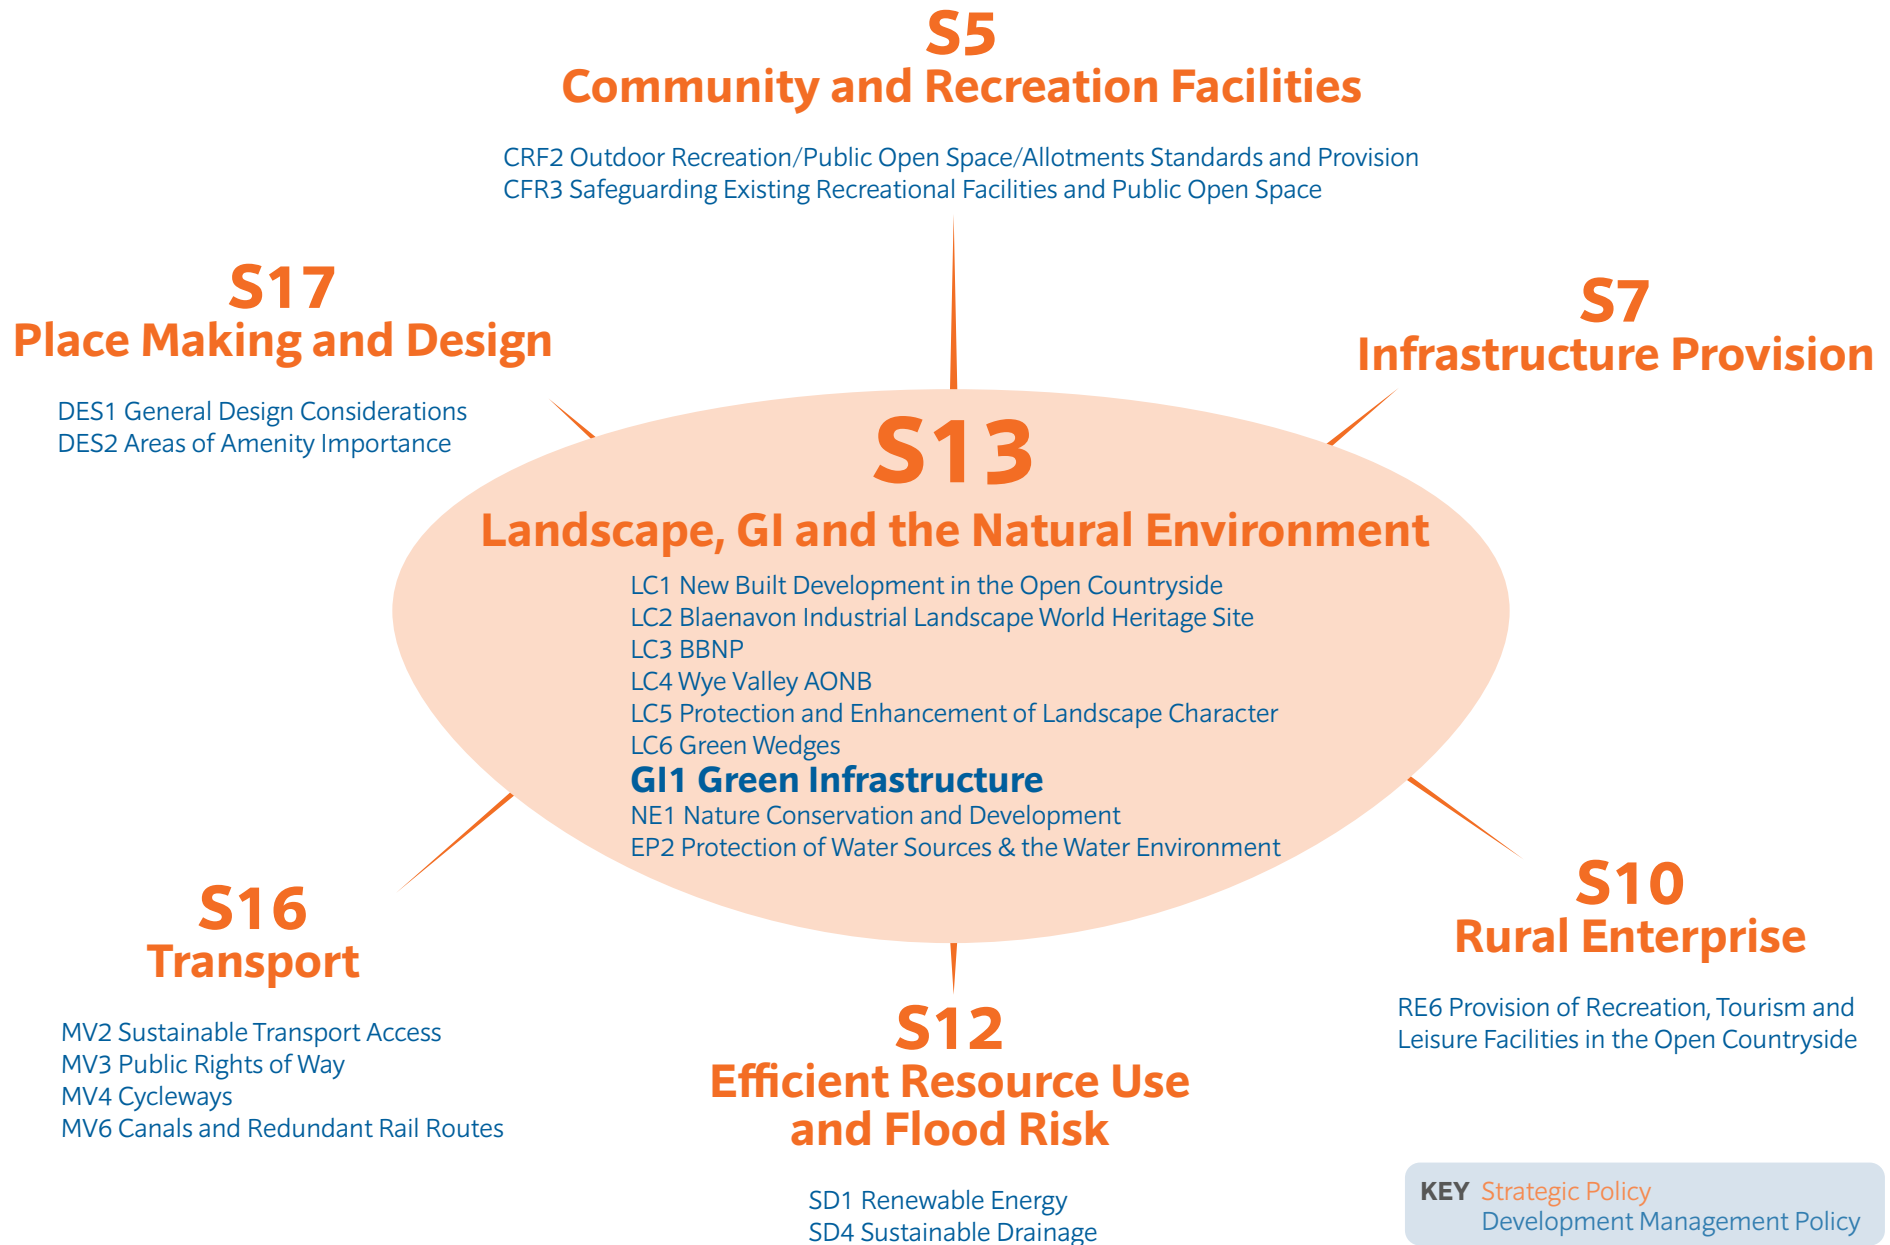 S5
Community and Recreation Facilities
CRF2 Outdoor Recreation/Public Open Space/Allotments Standards and Provision
CFR3 Safeguarding Existing Recreational Facilities and Public Open Space
S17
Place Making and Design
DES1 General Design Considerations
DES2 Areas of Amenity Importance
S7
Infrastructure Provision
S13
Landscape, GI and the Natural Environment
LC1 New Built Development in the Open Countryside
LC2 Blaenavon Industrial Landscape World Heritage Site
LC3 BBNP
LC4 Wye Valley AONB
LC5 Protection and Enhancement of Landscape Character
LC6 Green Wedges
GI1 Green Infrastructure
NE1 Nature Conservation and Development
EP2 Protection of Water Sources & the Water Environment
S16
Transport
MV2 Sustainable Transport Access
MV3 Public Rights of Way
MV4 Cycleways
MV6 Canals and Redundant Rail Routes
S12
Efficient Resource Use
and Flood Risk
SD1 Renewable Energy
SD4 Sustainable Drainage
S10
Rural Enterprise
RE6 Provision of Recreation, Tourism and
Leisure Facilities in the Open Countryside
KEY Strategic Policy
Development Management Policy